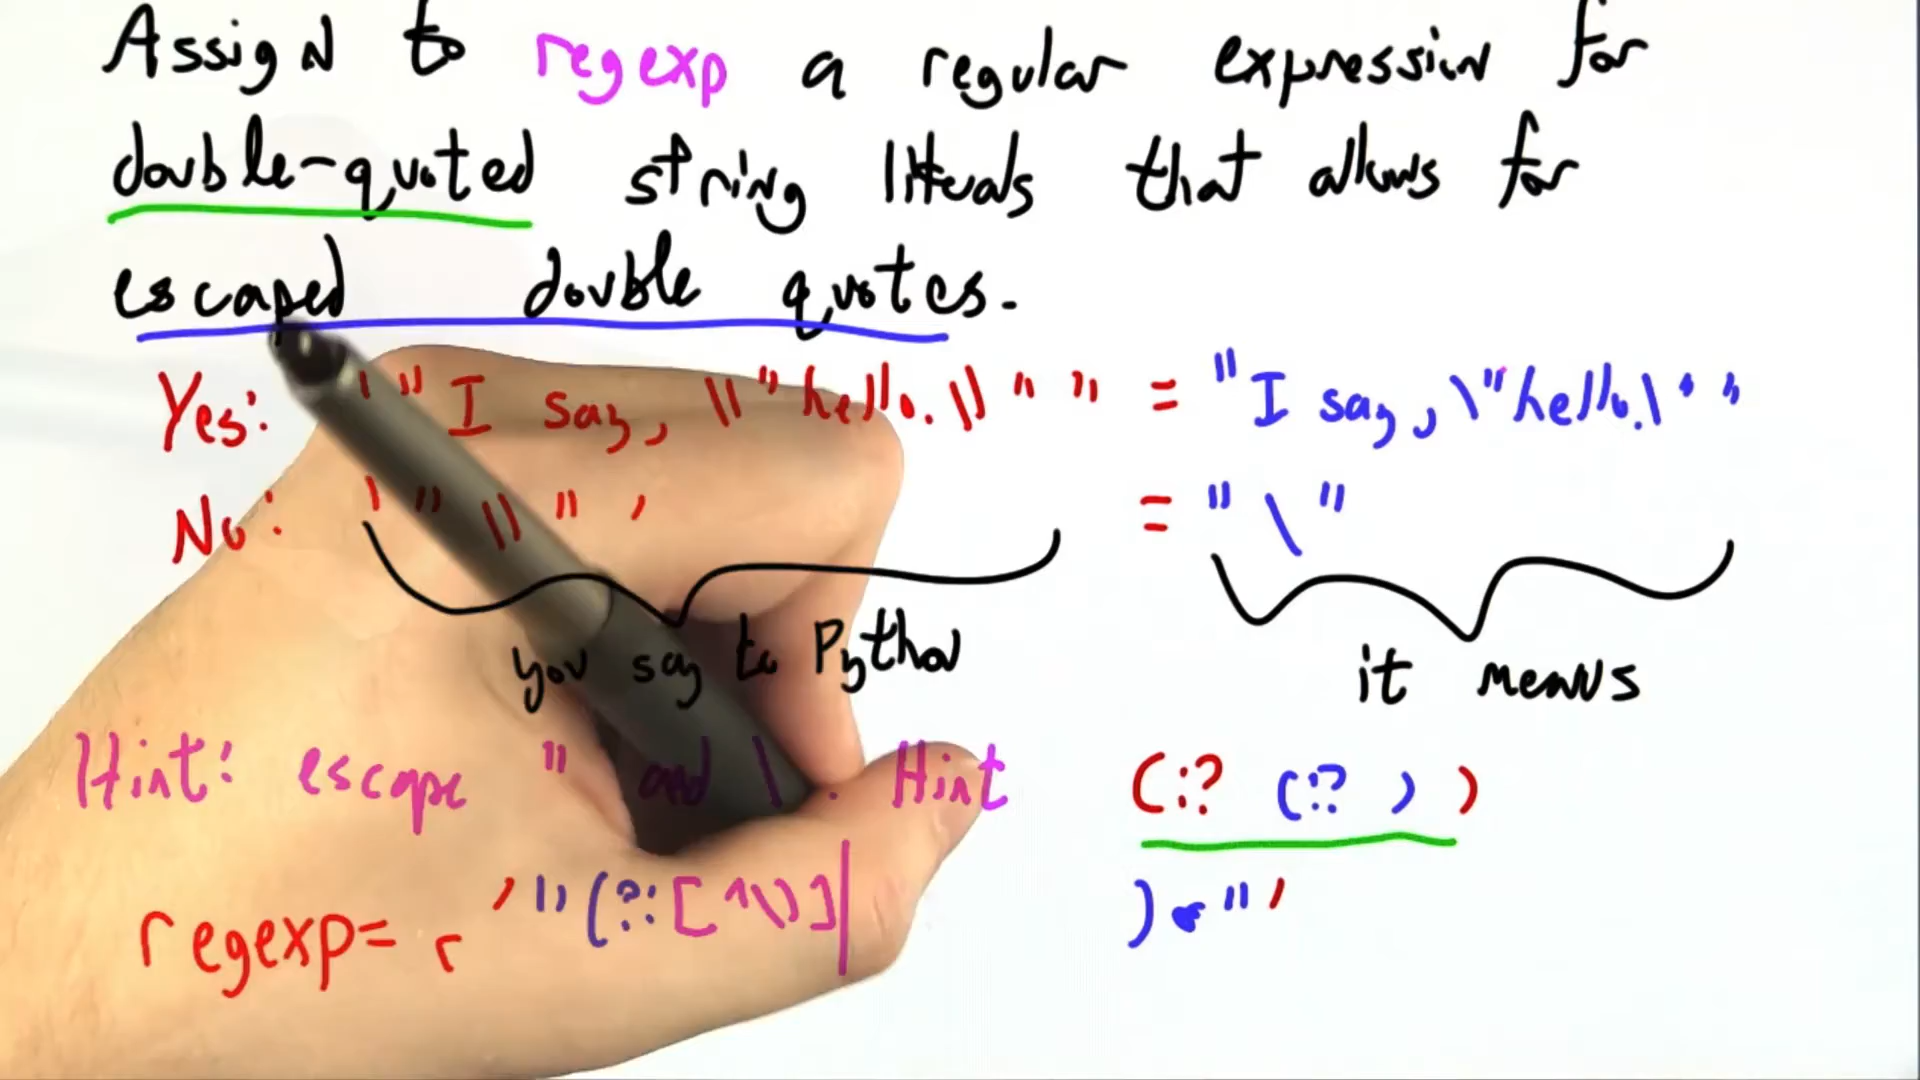 Assign to regexp a regular expression for
double-quoted string literals that allows for
escaped double quotes.
Yes: '"I say, \\"hello.\\"" = "I say, \"hello.\""
No: '"\\"' = "\"
you say to Python it means
Hint: escape " and \. Hint (:? (:? ) )
regexp= r '"(?:[^\\]| )*"'